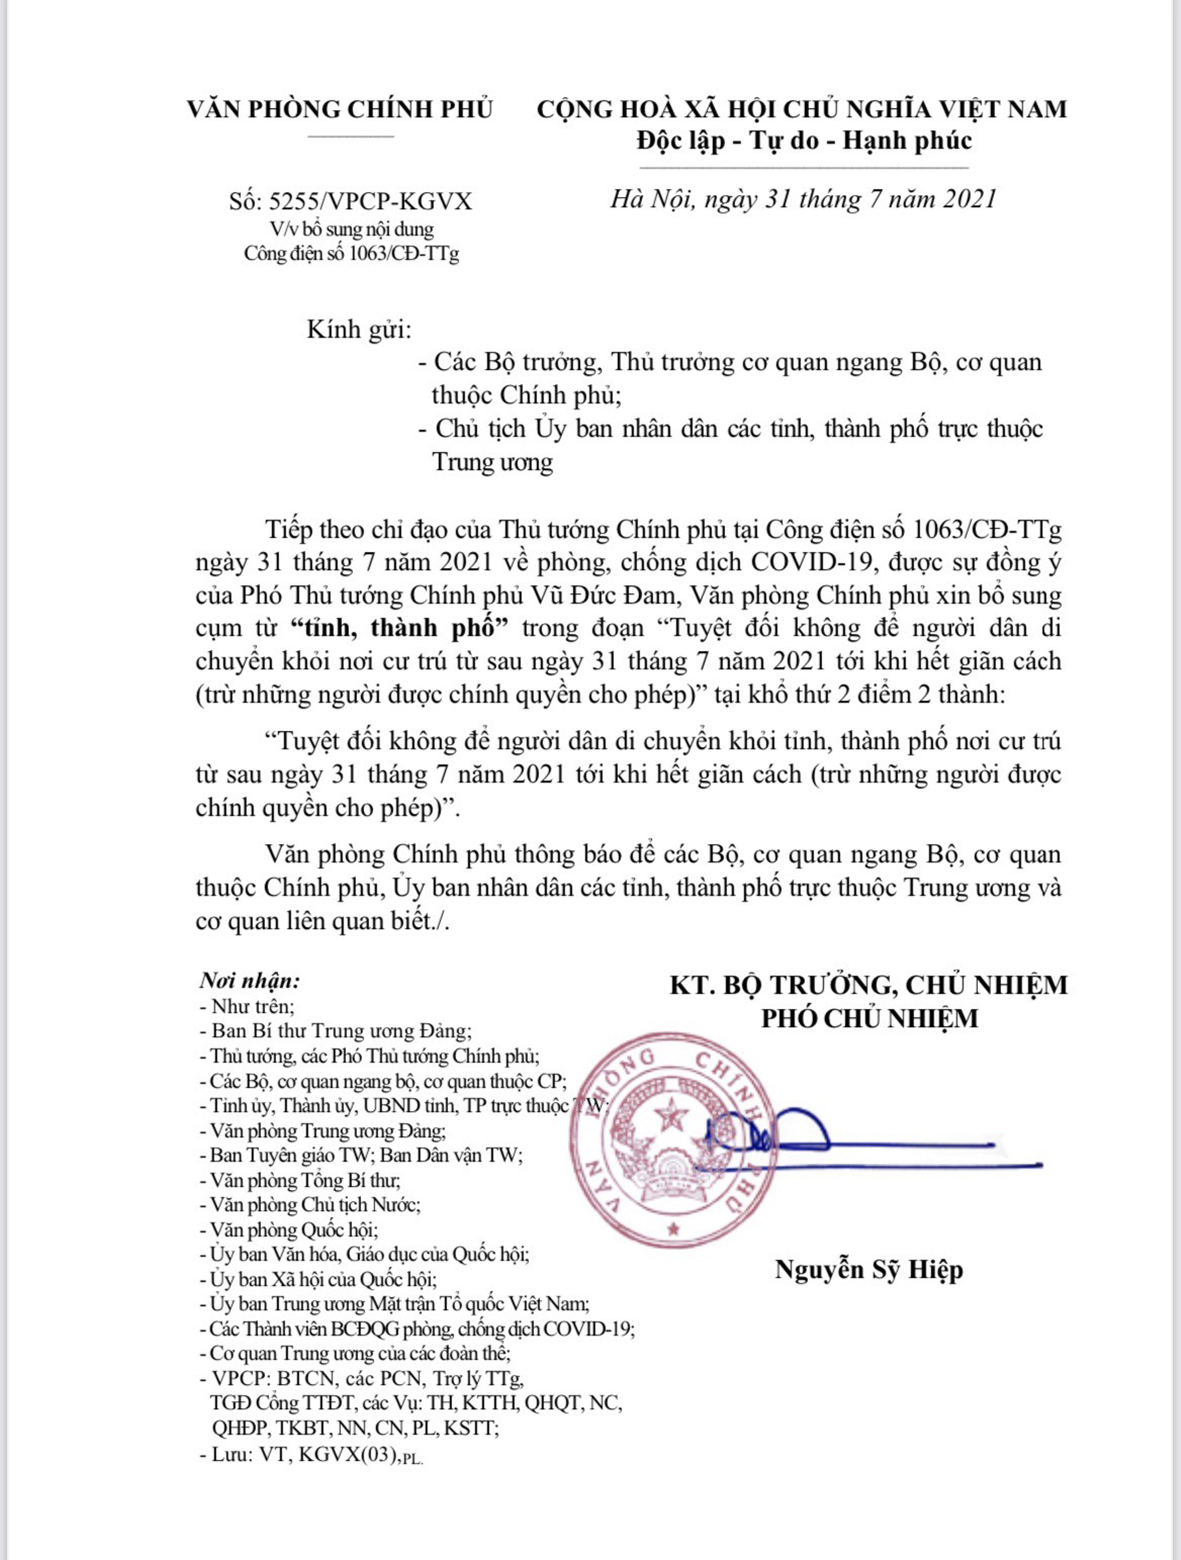 VĂN PHÒNG CHÍNH PHỦ
CỘNG HOÀ XÃ HỘI CHỦ NGHĨA VIỆT NAM
Độc lập - Tự do - Hạnh phúc
Số: 5255/VPCP-KGVX
V/v bổ sung nội dung
Công điện số 1063/CĐ-TTg
Hà Nội, ngày 31 tháng 7 năm 2021
Kính gửi:
- Các Bộ trưởng, Thủ trưởng cơ quan ngang Bộ, cơ quan
thuộc Chính phủ;
- Chủ tịch Ủy ban nhân dân các tỉnh, thành phố trực thuộc
Trung ương
Tiếp theo chỉ đạo của Thủ tướng Chính phủ tại Công điện số 1063/CĐ-TTg
ngày 31 tháng 7 năm 2021 về phòng, chống dịch COVID-19, được sự đồng ý
của Phó Thủ tướng Chính phủ Vũ Đức Đam, Văn phòng Chính phủ xin bổ sung
cụm từ “tỉnh, thành phố” trong đoạn “Tuyệt đối không để người dân di
chuyển khỏi nơi cư trú từ sau ngày 31 tháng 7 năm 2021 tới khi hết giãn cách
(trừ những người được chính quyền cho phép)” tại khổ thứ 2 điểm 2 thành:
“Tuyệt đối không để người dân di chuyển khỏi tỉnh, thành phố nơi cư trú
từ sau ngày 31 tháng 7 năm 2021 tới khi hết giãn cách (trừ những người được
chính quyền cho phép)”.
Văn phòng Chính phủ thông báo để các Bộ, cơ quan ngang Bộ, cơ quan
thuộc Chính phủ, Ủy ban nhân dân các tỉnh, thành phố trực thuộc Trung ương và
cơ quan liên quan biết./.
Nơi nhận:
- Như trên;
- Ban Bí thư Trung ương Đảng;
- Thủ tướng, các Phó Thủ tướng Chính phủ;
- Các Bộ, cơ quan ngang bộ, cơ quan thuộc CP;
- Tỉnh ủy, Thành ủy, UBND tỉnh, TP trực thuộc TW;
- Văn phòng Trung ương Đảng;
- Ban Tuyên giáo TW; Ban Dân vận TW;
- Văn phòng Tổng Bí thư;
- Văn phòng Chủ tịch Nước;
- Văn phòng Quốc hội;
- Ủy ban Văn hóa, Giáo dục của Quốc hội;
- Ủy ban Xã hội của Quốc hội;
- Ủy ban Trung ương Mặt trận Tổ quốc Việt Nam;
- Các Thành viên BCĐQG phòng, chống dịch COVID-19;
- Cơ quan Trung ương của các đoàn thể;
- VPCP: BTCN, các PCN, Trợ lý TTg,
TGĐ Cổng TTĐT, các Vụ: TH, KTTH, QHQT, NC,
QHĐP, TKBT, NN, CN, PL, KSTT;
- Lưu: VT, KGVX(03),PL.
KT. BỘ TRƯỞNG, CHỦ NHIỆM
PHÓ CHỦ NHIỆM
VĂN PHÒNG CHÍNH PHỦ
Nguyễn Sỹ Hiệp